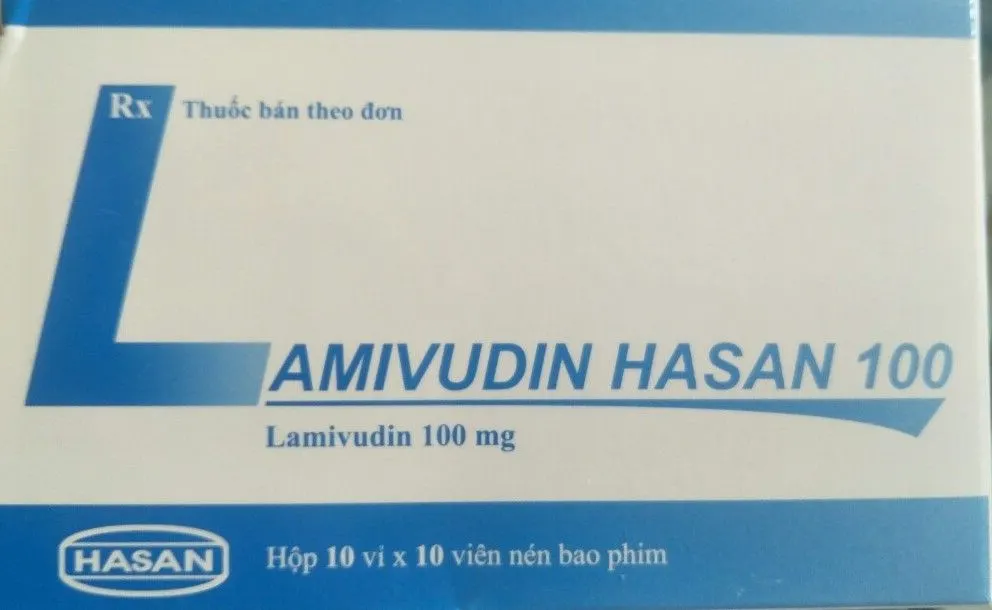 Rx Thuốc bán theo đơn
LAMIVUDIN HASAN 100
Lamivudin 100 mg
HASAN Hộp 10 vỉ x 10 viên nén bao phim